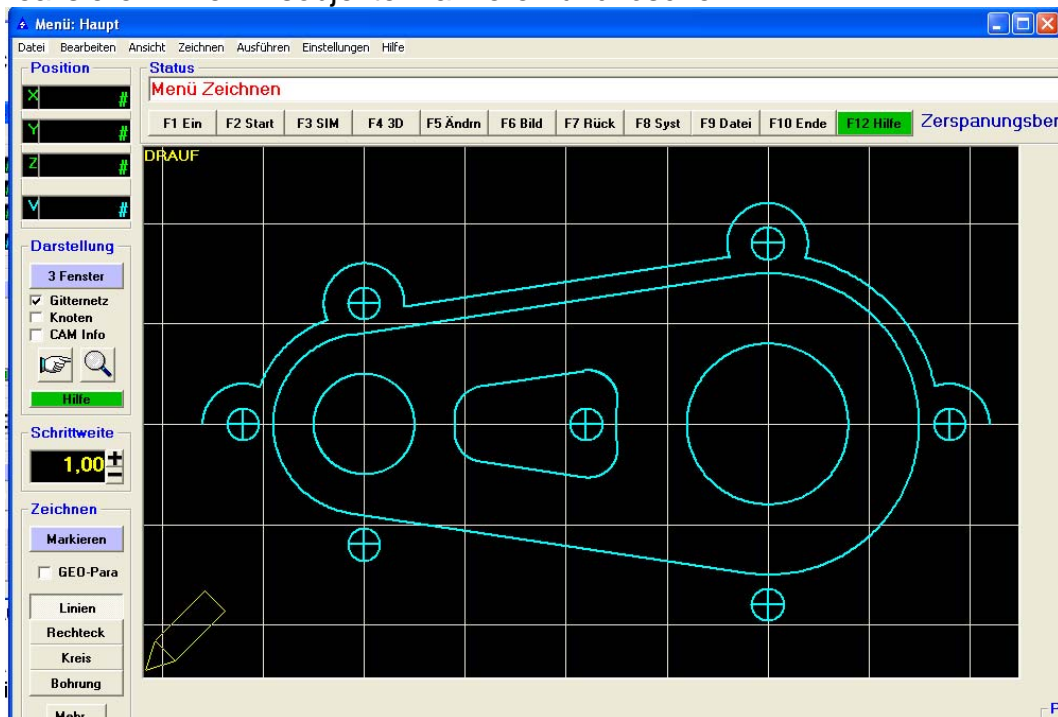 Menü: Haupt
Datei Bearbeiten Ansicht Zeichnen Ausführen Einstellungen Hilfe
Position
X #
Y #
Z #
V #
Status
Menü Zeichnen
F1 Ein F2 Start F3 SIM F4 3D F5 Ändrn F6 Bild F7 Rück F8 Syst F9 Datei F10 Ende F12 Hilfe Zerspanungsber
DRAUF
Darstellung
3 Fenster
Gitternetz
Knoten
CAM Info
Hilfe
Schrittweite
1,00
Zeichnen
Markieren
GEO-Para
Linien
Rechteck
Kreis
Bohrung
Mehr